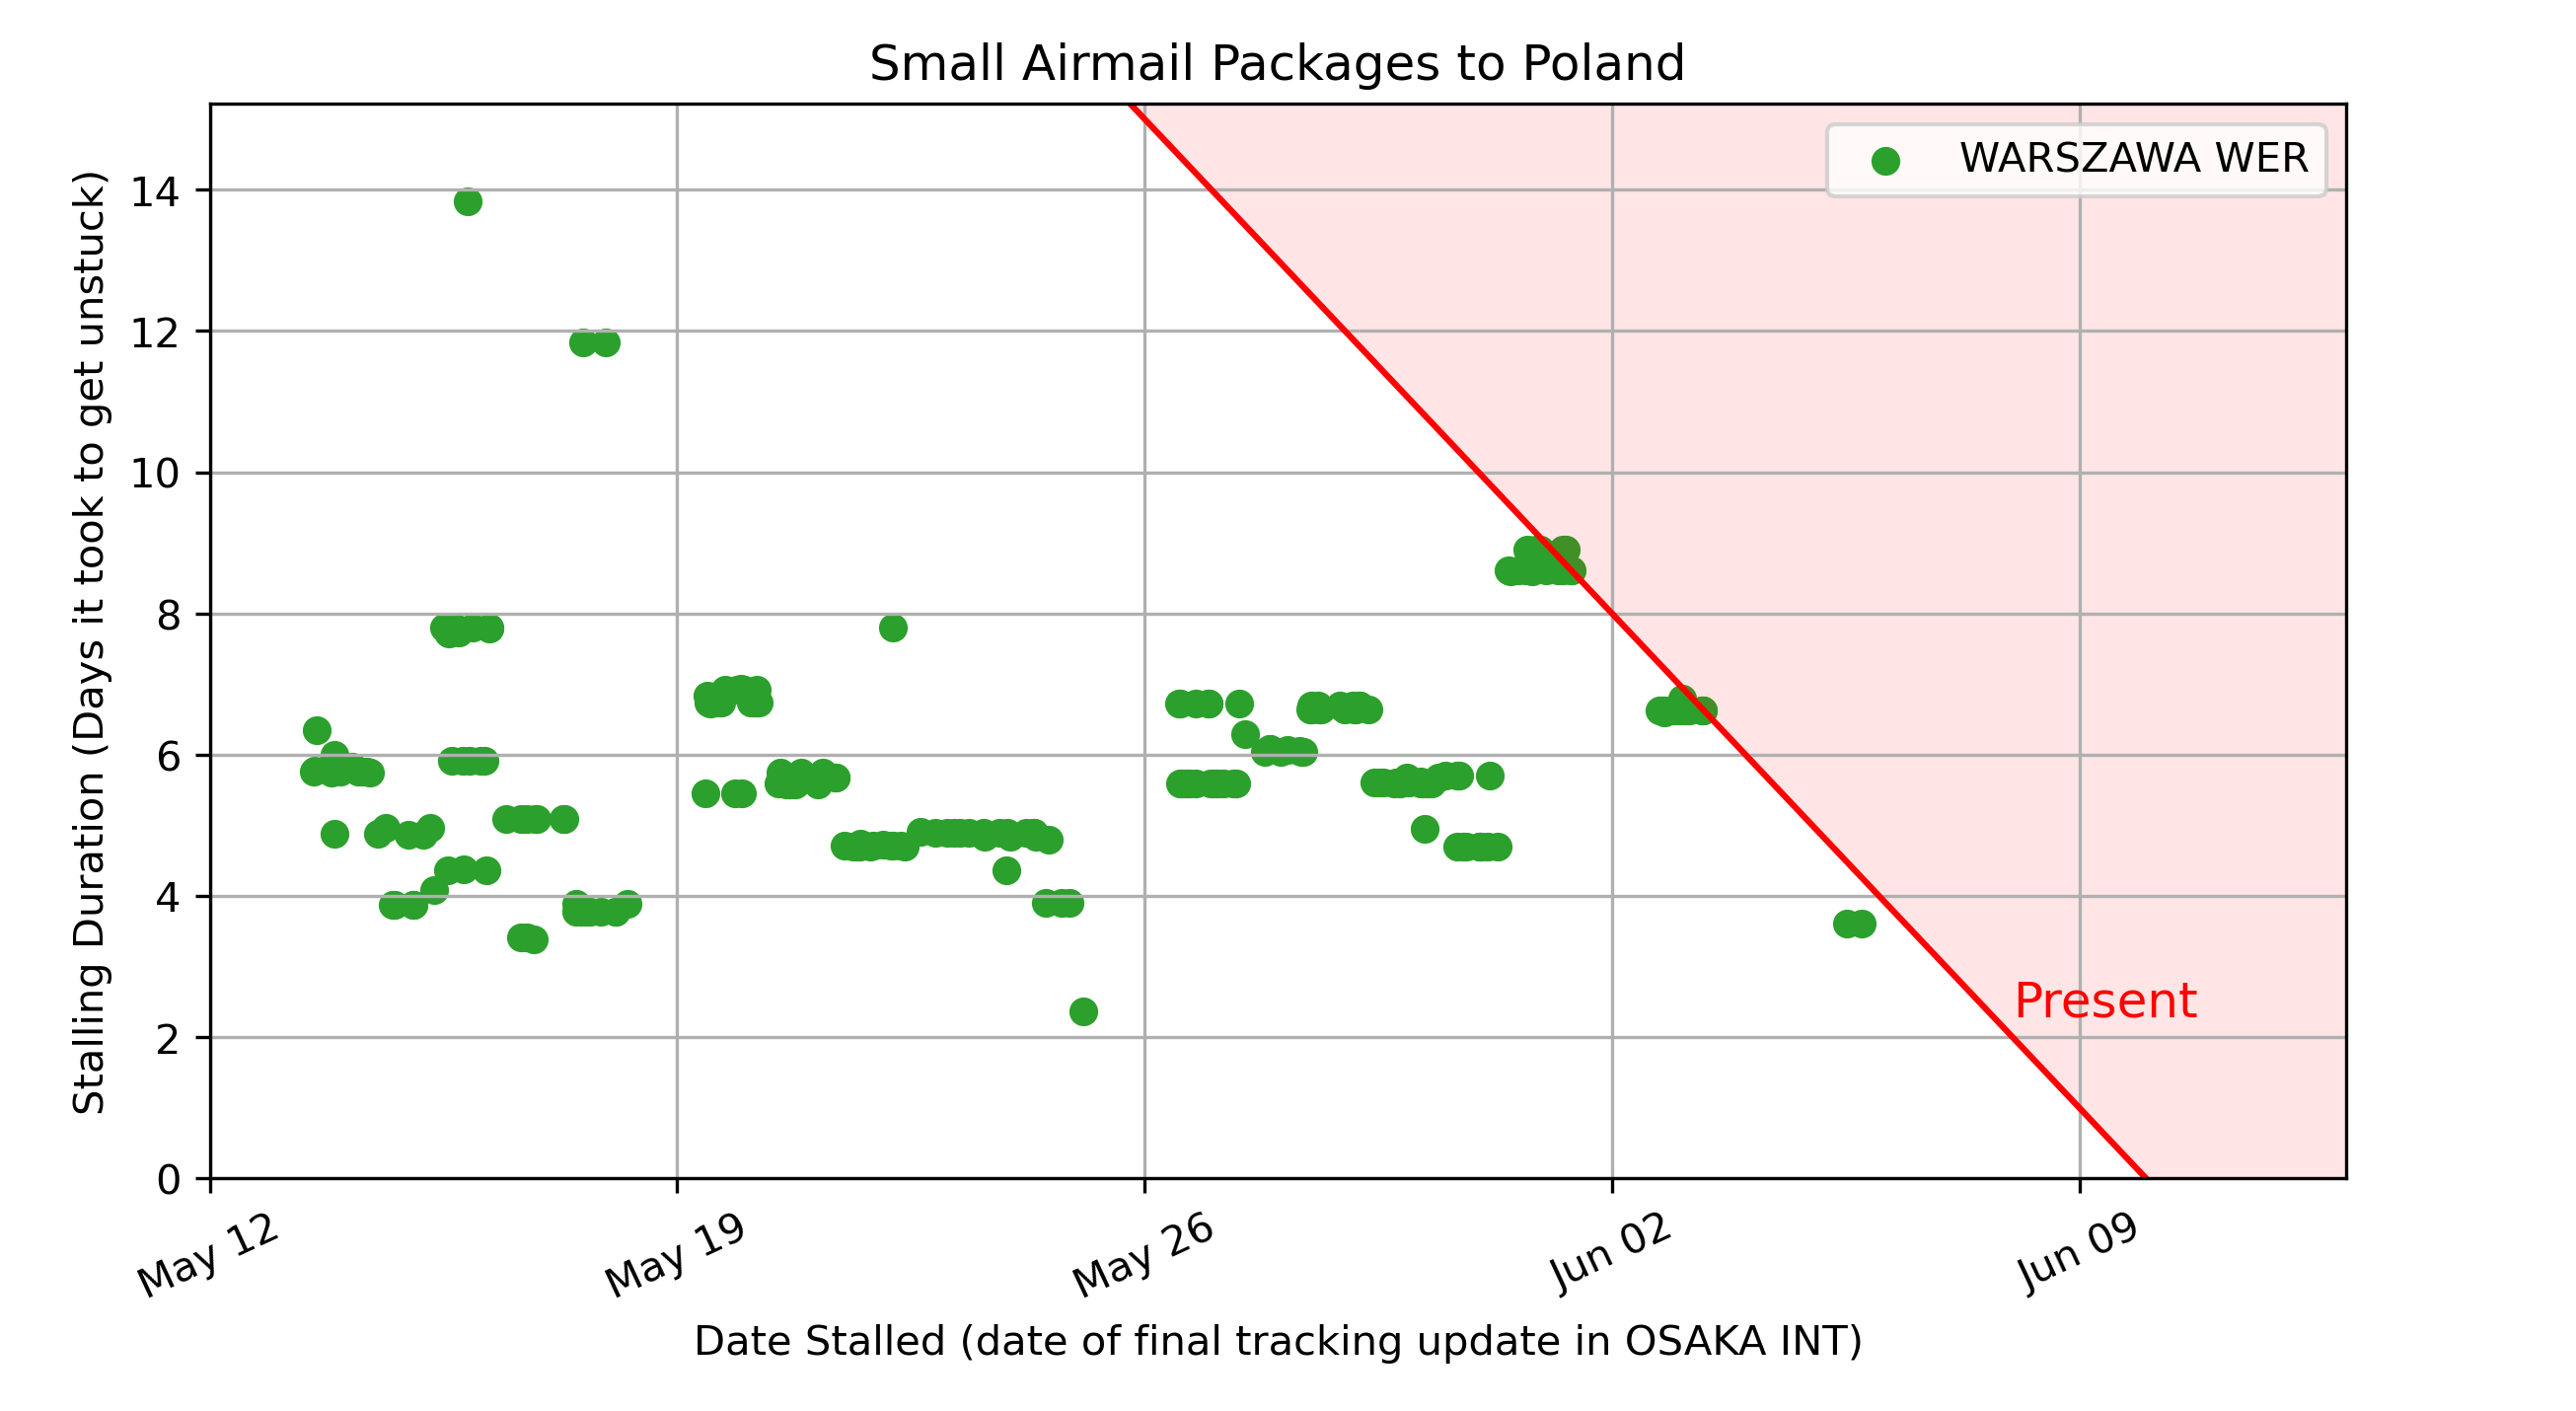 Small Airmail Packages to Poland
WARSZAWA WER
Stalling Duration (Days it took to get unstuck)
14
12
10
8
6
4
2
0
Present
May 12
May 19
May 26
Jun 02
Jun 09
Date Stalled (date of final tracking update in OSAKA INT)